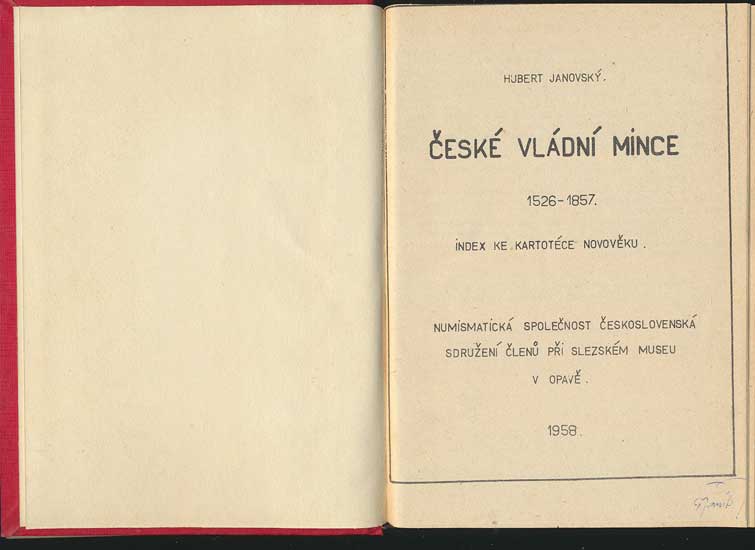 HUBERT JANOVSKÝ.
ČESKÉ VLÁDNÍ MINCE
1526-1857.
INDEX KE KARTOTÉCE NOVOVĚKU.
NUMISMATICKÁ SPOLEČNOST ČESKOSLOVENSKÁ
SDRUŽENÍ ČLENŮ PŘI SLEZSKÉM MUSEU
V OPAVĚ.
1958.